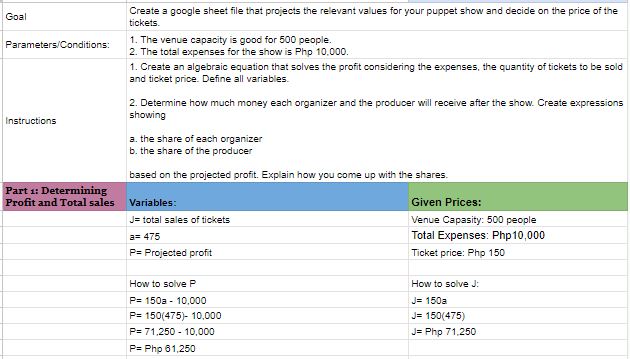 Goal
Create a google sheet file that projects the relevant values for your puppet show and decide on the price of the
tickets.
Parameters/Conditions:
1. The venue capacity is good for 500 people.
2. The total expenses for the show is Php 10,000.
Instructions
1. Create an algebraic equation that solves the profit considering the expenses, the quantity of tickets to be sold
and ticket price. Define all variables.
2. Determine how much money each organizer and the producer will receive after the show. Create expressions
showing
a. the share of each organizer
b. the share of the producer
based on the projected profit. Explain how you come up with the shares.
Part 1: Determining
Profit and Total sales
Variables:
Given Prices:
J= total sales of tickets
Venue Capasity: 500 people
a= 475
Total Expenses: Php10,000
P= Projected profit
Ticket price: Php 150
How to solve P
How to solve J:
P= 150a - 10,000
J= 150a
P= 150(475)- 10,000
J= 150(475)
P= 71,250 - 10,000
J= Php 71,250
P= Php 61,250